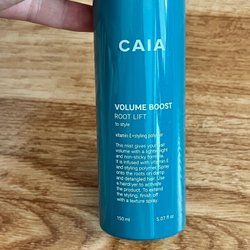 CAIA
VOLUME BOOST
ROOT LIFT
to style
vitamin E+styling polymer
This mist gives your hair
volume with a lightweight
and non-sticky formula.
It is infused with vitamin E
and styling polymer. Spray
onto the roots on damp
and detangled hair. Use
a hairdryer to activate
the product. To extend
the styling, finish off
with a texture spray.
150 ml 5.07 fl oz